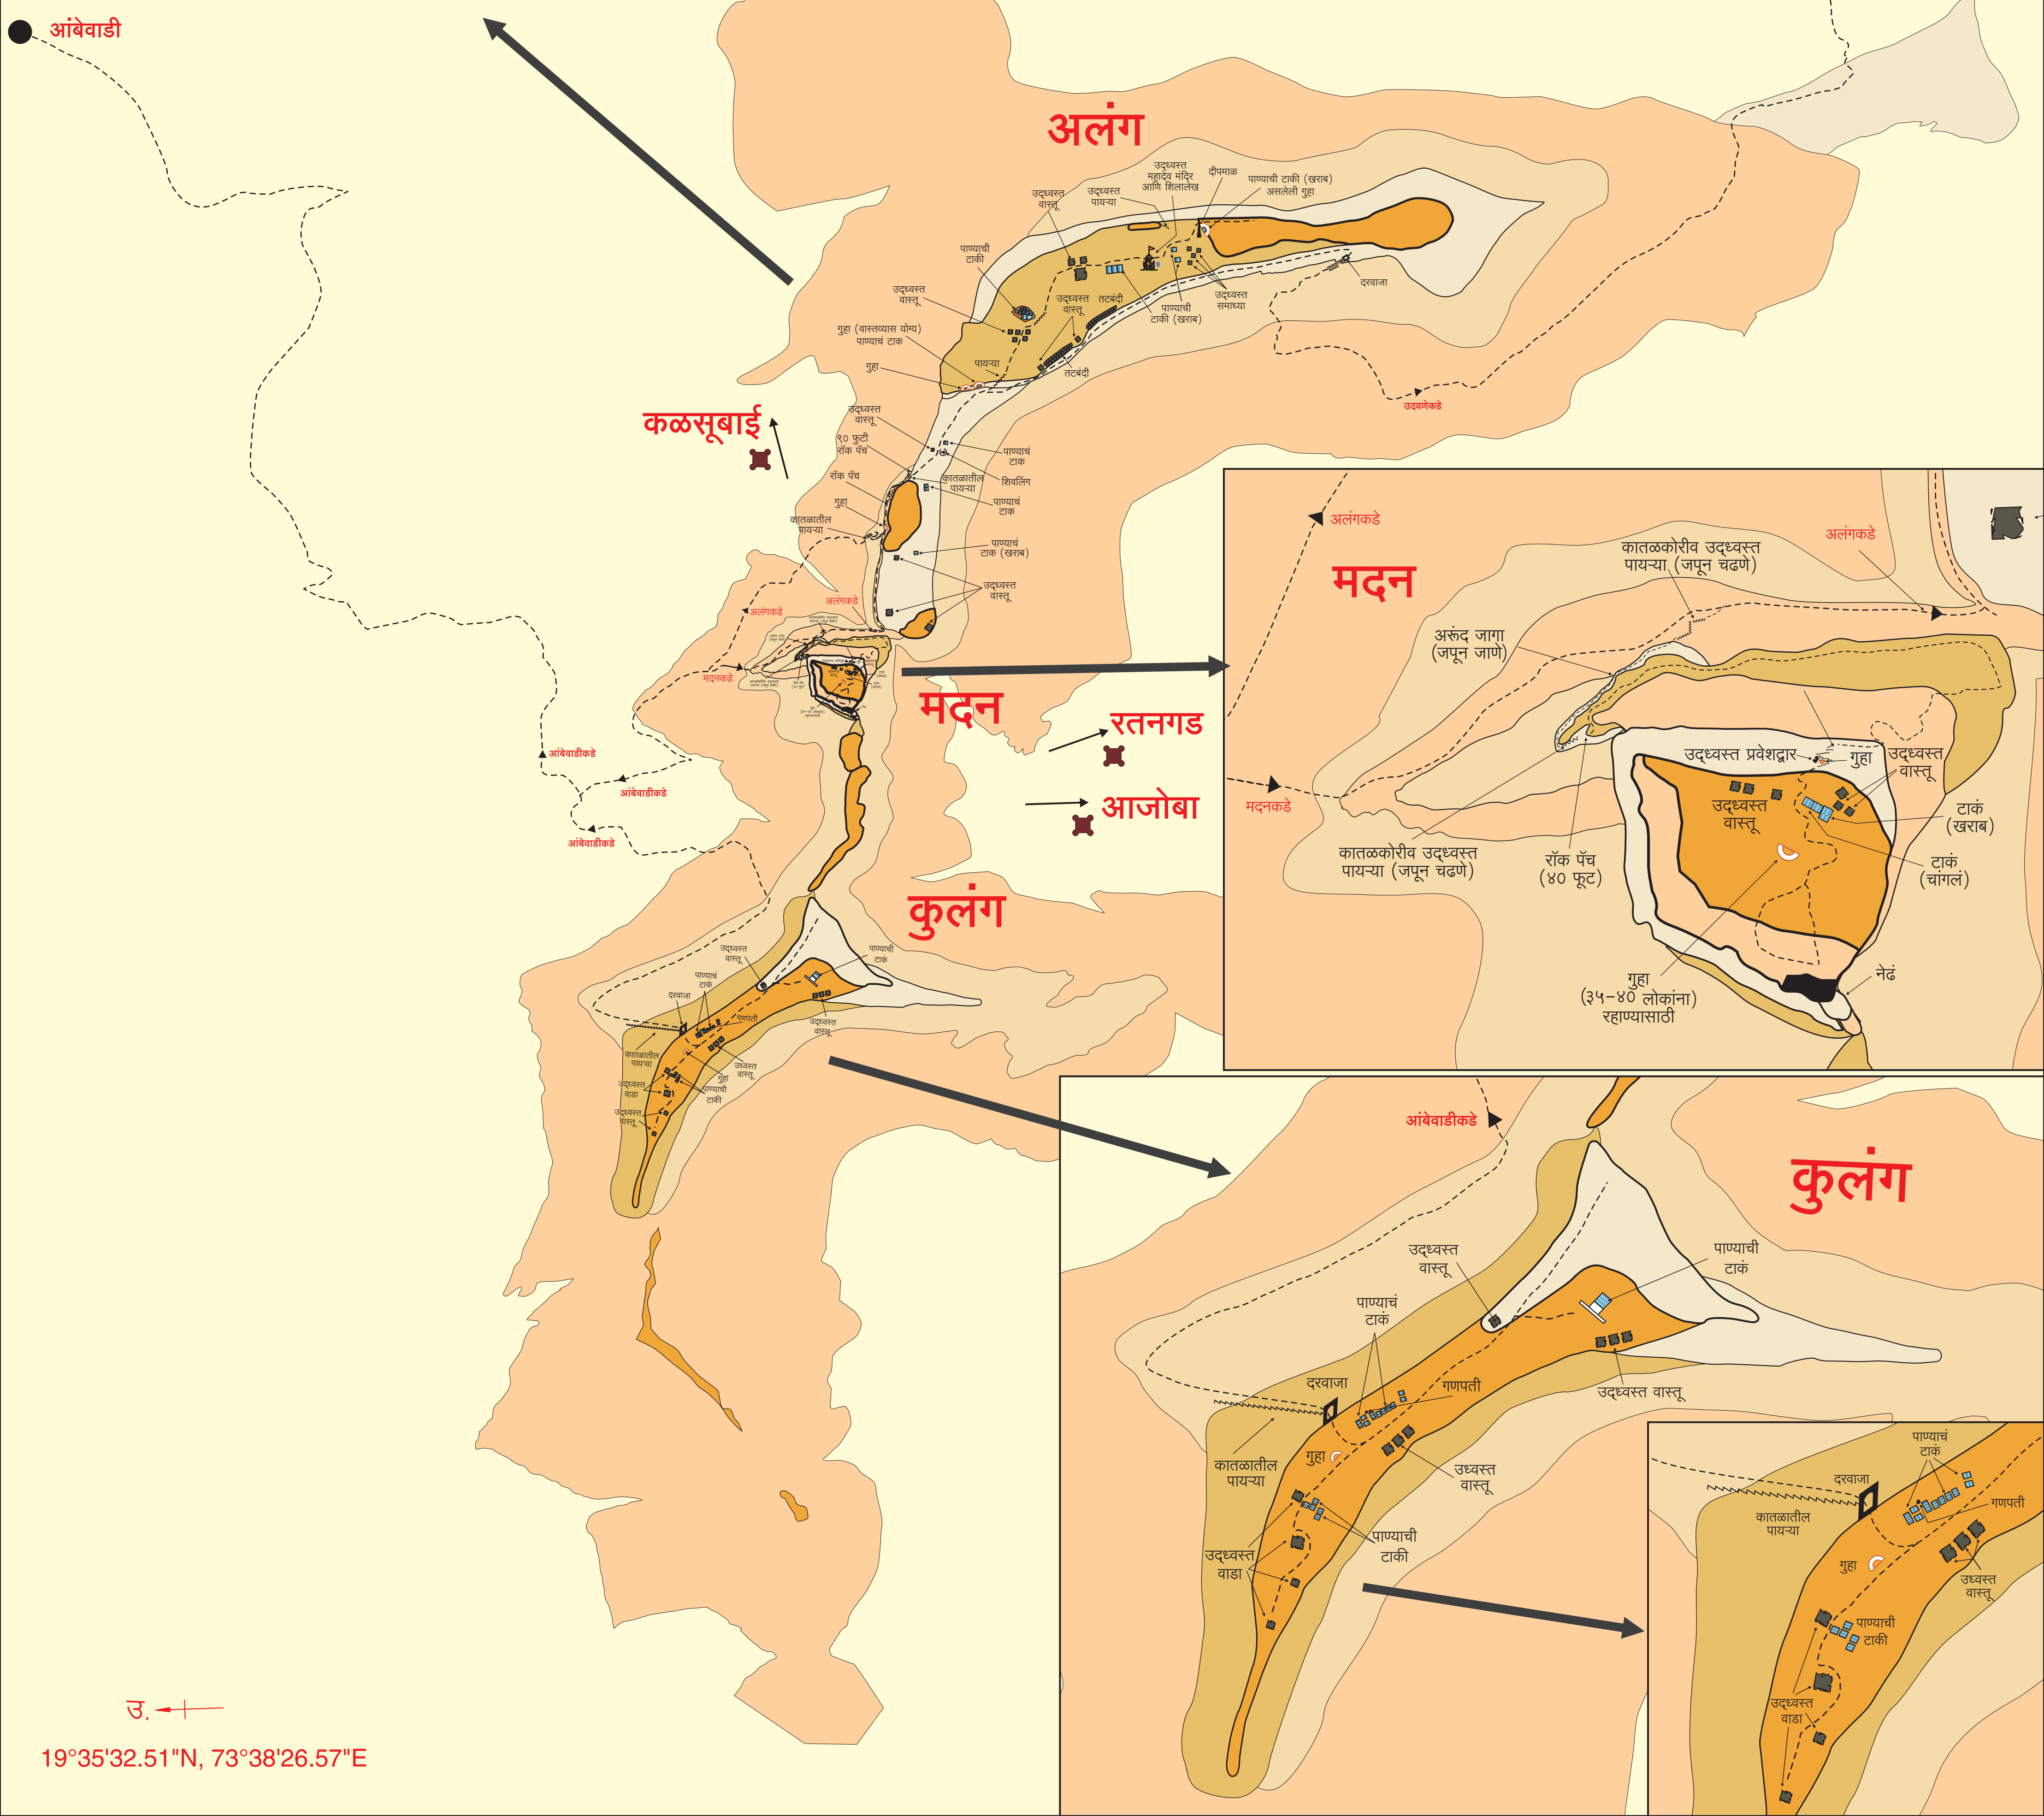 आंबेवाडी
अलंग
उद्ध्वस्त
महादेव मंदिर
आणि शिलालेख
दीपमाळ
पाण्याची टाकी (खराब)
असलेली गुहा
उद्ध्वस्त
वास्तू
उद्ध्वस्त
पायऱ्या
पाण्याची
टाकी
उद्ध्वस्त
वास्तू
उद्ध्वस्त
वास्तू
तटबंदी
पाण्याची
टाकी (खराब)
उद्ध्वस्त
समाध्या
दरवाजा
गुहा (वास्तव्यास योग्य)
पाण्याचं टाक
गुहा
पायऱ्या
तटबंदी
उदवणेकडे
कळसूबाई
उद्ध्वस्त
वास्तू
९० फुटी
रॉक पॅच
पाण्याचं
टाक
रॉक पॅच
कातळातील
पायऱ्या
शिवलिंग
गुहा
पाण्याचं
टाक
कातळातील
पायऱ्या
पाण्याचं
टाक (खराब)
उद्ध्वस्त
वास्तू
अलंगकडे
अलंगकडे
मदनकडे
मदन
रतनगड
आजोबा
आंबेवाडीकडे
आंबेवाडीकडे
आंबेवाडीकडे
कुलंग
उद्ध्वस्त
वास्तू
पाण्याची
टाकं
पाण्याचं
टाकं
दरवाजा
गणपती
उद्ध्वस्त
वास्तू
कातळातील
पायऱ्या
उध्वस्त
वास्तू
गुहा
उद्ध्वस्त
वाडा
पाण्याची
टाकी
उद्ध्वस्त
वास्तू
अलंगकडे
मदन
कातळकोरीव उद्ध्वस्त
पायऱ्या (जपून चढणे)
अलंगकडे
अरूंद जागा
(जपून जाणे)
उद्ध्वस्त प्रवेशद्वार
गुहा
उद्ध्वस्त
वास्तू
मदनकडे
उद्ध्वस्त
वास्तू
टाकं
(खराब)
कातळकोरीव उद्ध्वस्त
पायऱ्या (जपून चढणे)
रॉक पॅच
(४० फूट)
टाकं
(चांगलं)
गुहा
(३५-४० लोकांना)
रहाण्यासाठी
नेढं
आंबेवाडीकडे
कुलंग
उद्ध्वस्त
वास्तू
पाण्याची
टाकं
पाण्याचं
टाकं
दरवाजा
गणपती
उद्ध्वस्त वास्तू
कातळातील
पायऱ्या
गुहा
उध्वस्त
वास्तू
उद्ध्वस्त
वाडा
पाण्याची
टाकी
पाण्याचं
टाकं
दरवाजा
गणपती
कातळातील
पायऱ्या
गुहा
उध्वस्त
वास्तू
पाण्याची
टाकी
उद्ध्वस्त
वाडा
उ.
19°35'32.51"N, 73°38'26.57"E